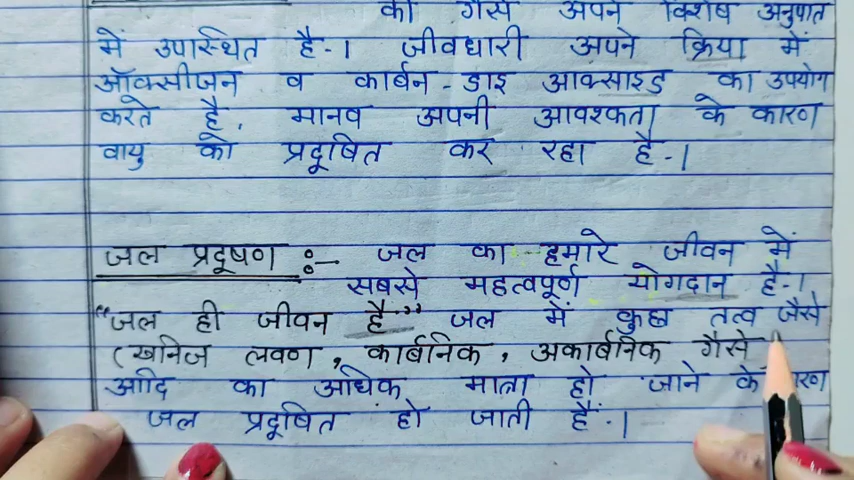 की गैसें अपने विशेष अनुपात
में उपास्थित है-। जीवधारी अपने क्रिया में
ऑक्सीजन व कार्बन-डाइ आक्साइड का उपयोग
करते है, मानव अपनी आवश्कता के कारण
वायु को प्रदूषित कर रहा है-।
जल प्रदूषण :- जल का हमारे जीवन में
सबसे महत्वपूर्ण योगदान है-।
"जल ही जीवन है" जल में कुछ तत्व जैसे
(खनिज लवण, कार्बनिक, अकार्बनिक गैसे
आदि का अधिक मात्रा हो जाने के
जल प्रदूषित हो जाती हैं-।